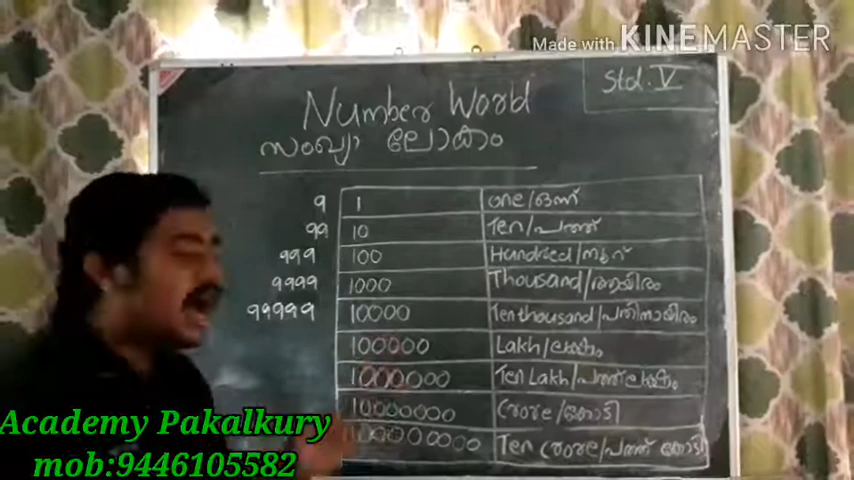 Made with KINEMASTER
Std. V
Number World
സംഖ്യാ ലോകം
9 1 one/ഒന്ന്
99 10 Ten/പത്ത്
999 100 Hundred/നൂറ്
9999 1000 Thousand/ആയിരം
99999 10000 Ten thousand/പതിനായിരം
100000 Lakh/ലക്ഷം
1000000 Ten Lakh/പത്ത് ലക്ഷം
10000000 Crore/കോടി
100000000 Ten Crore/പത്ത് കോടി
Academy Pakalkury
mob:9446105582